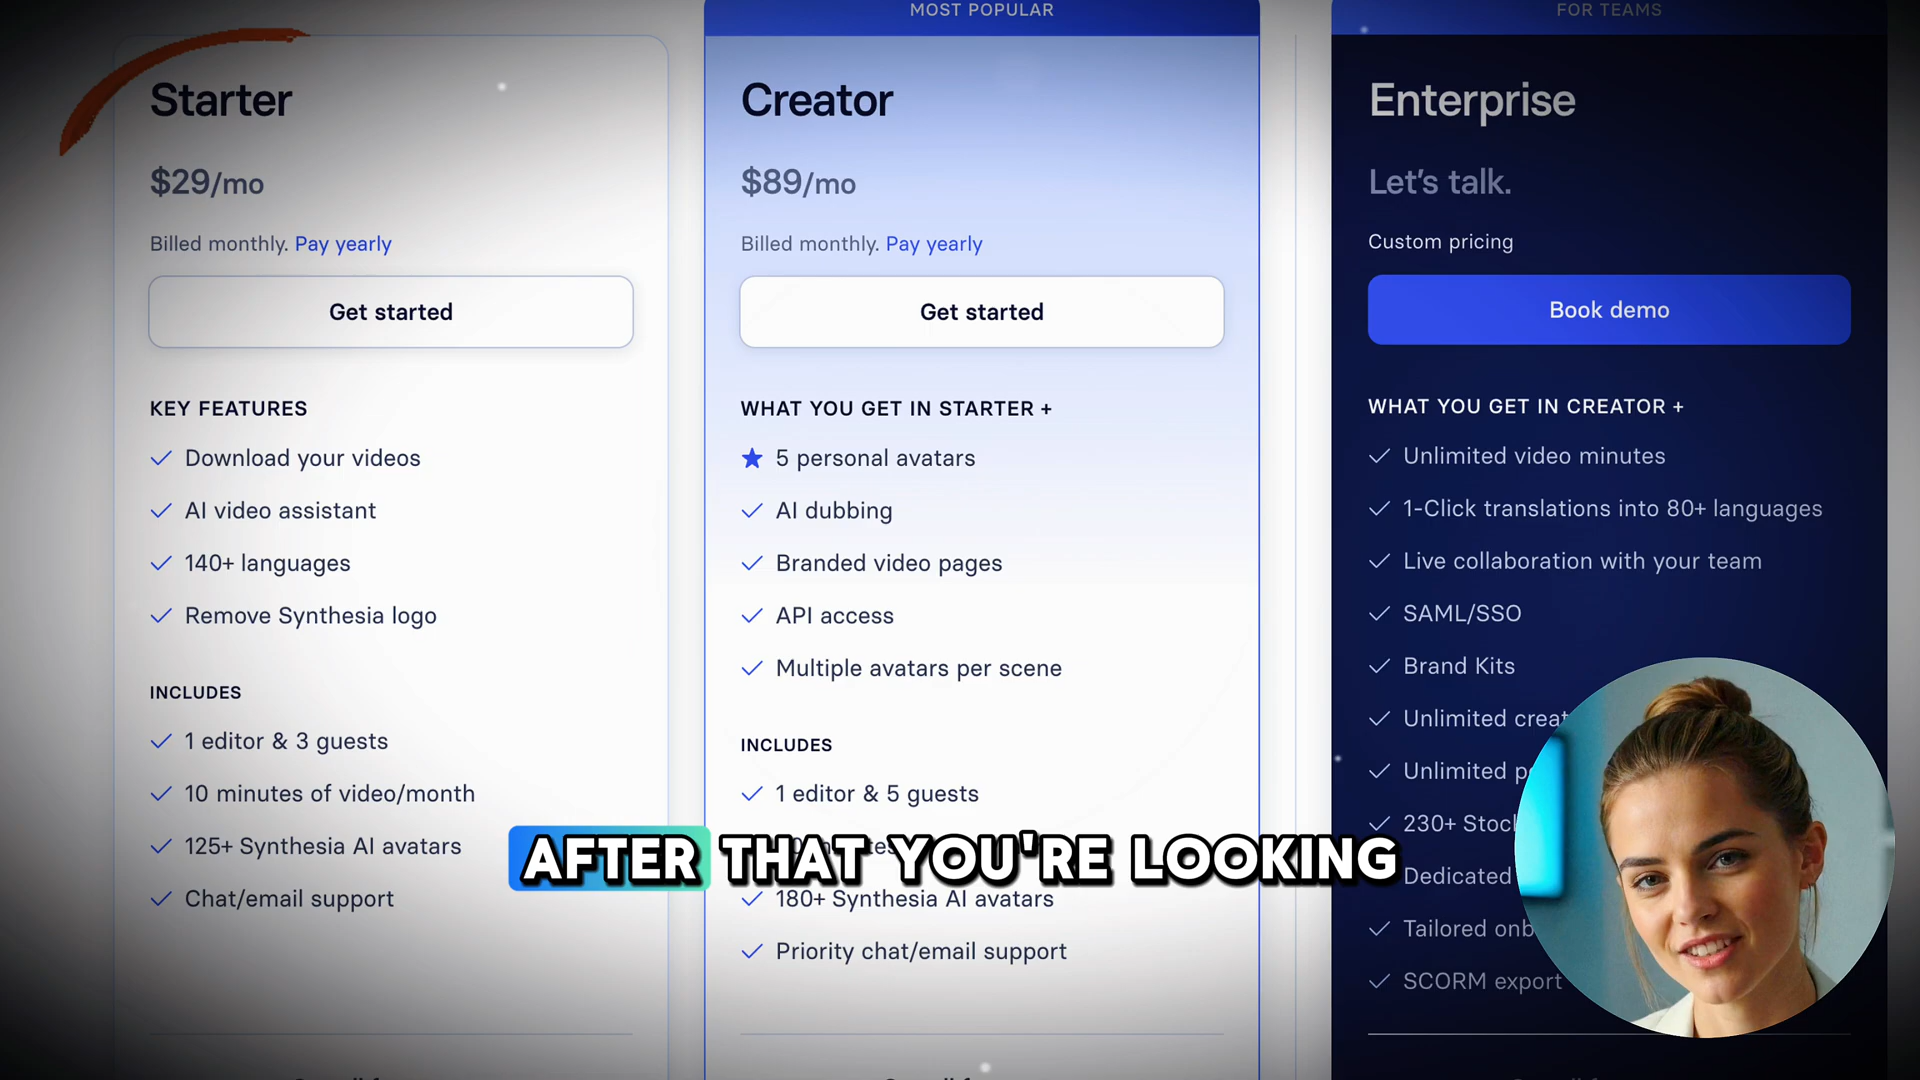 Starter
$29/mo
Billed monthly. Pay yearly
Get started
KEY FEATURES
Download your videos
AI video assistant
140+ languages
Remove Synthesia logo
INCLUDES
1 editor & 3 guests
10 minutes of video/month
125+ Synthesia AI avatars
Chat/email support
MOST POPULAR
Creator
$89/mo
Billed monthly. Pay yearly
Get started
WHAT YOU GET IN STARTER +
5 personal avatars
AI dubbing
Branded video pages
API access
Multiple avatars per scene
INCLUDES
1 editor & 5 guests
180+ Synthesia AI avatars
Priority chat/email support
FOR TEAMS
Enterprise
Let's talk.
Custom pricing
Book demo
WHAT YOU GET IN CREATOR +
Unlimited video minutes
1-Click translations into 80+ languages
Live collaboration with your team
SAML/SSO
Brand Kits
Unlimited
Unlimited
230+
Dedicated
Tailored
SCORM export
AFTER THAT YOU'RE LOOKING